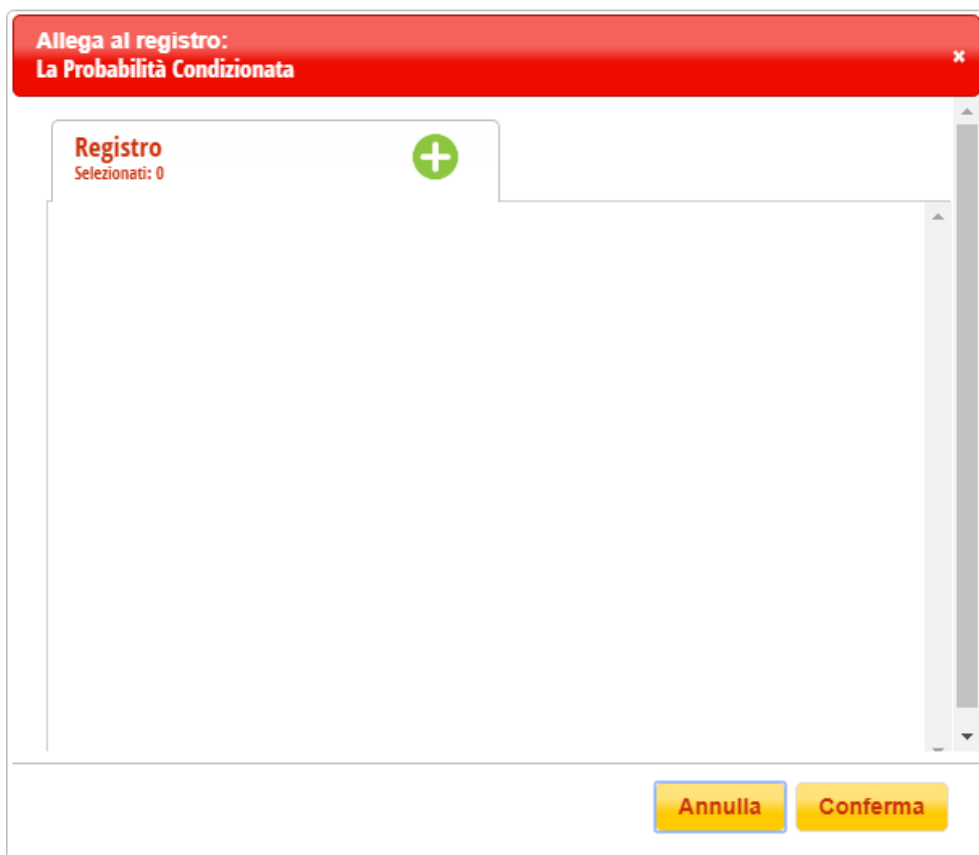 Allega al registro:
La Probabilità Condizionata
Registro
Selezionati: 0
Annulla
Conferma